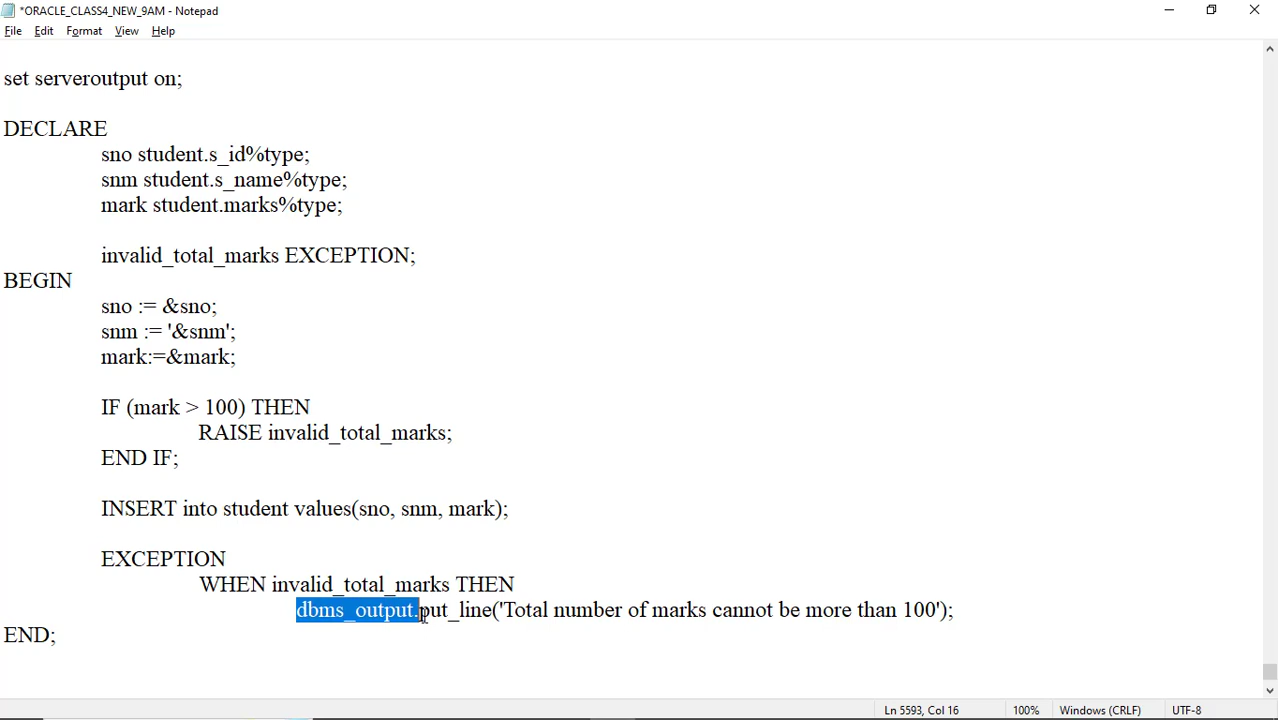 *ORACLE_CLASS4_NEW_9AM - Notepad
File Edit Format View Help
set serveroutput on;
DECLARE
sno student.s_id%type;
snm student.s_name%type;
mark student.marks%type;
invalid_total_marks EXCEPTION;
BEGIN
sno := &sno;
snm := '&snm';
mark:=&mark;
IF (mark > 100) THEN
RAISE invalid_total_marks;
END IF;
INSERT into student values(sno, snm, mark);
EXCEPTION
WHEN invalid_total_marks THEN
dbms_output.put_line('Total number of marks cannot be more than 100');
END;
Ln 5593, Col 16 100% Windows (CRLF) UTF-8